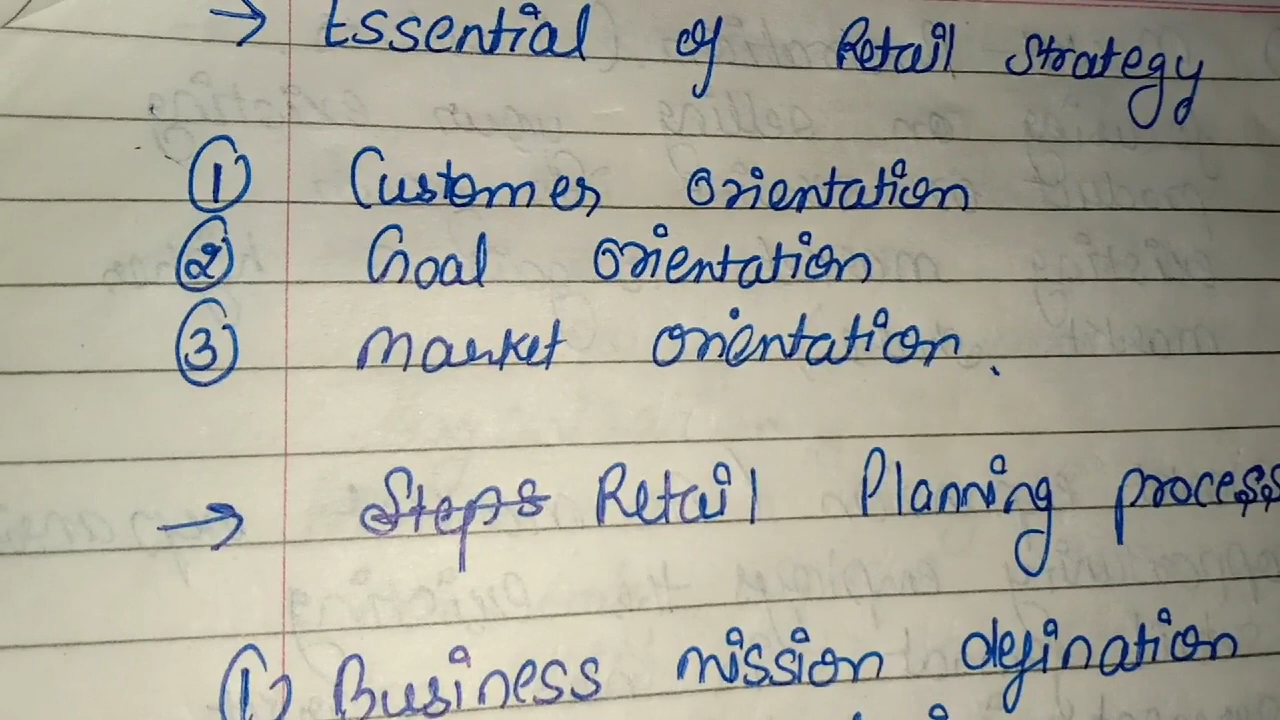 → Essential of Retail Strategy
① Customer Orientation
② Goal Orientation
③ Market orientation.
→ Steps Retail Planning process
① Business mission defination